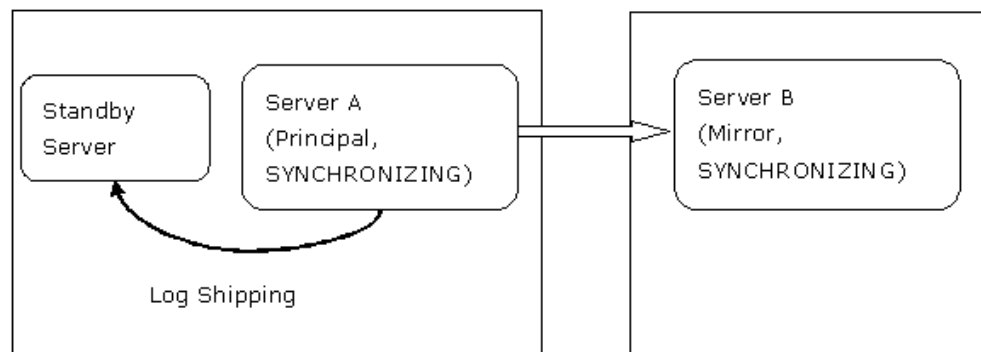 Standby
Server
Server A
(Principal,
SYNCHRONIZING)
Log Shipping
Server B
(Mirror,
SYNCHRONIZING)